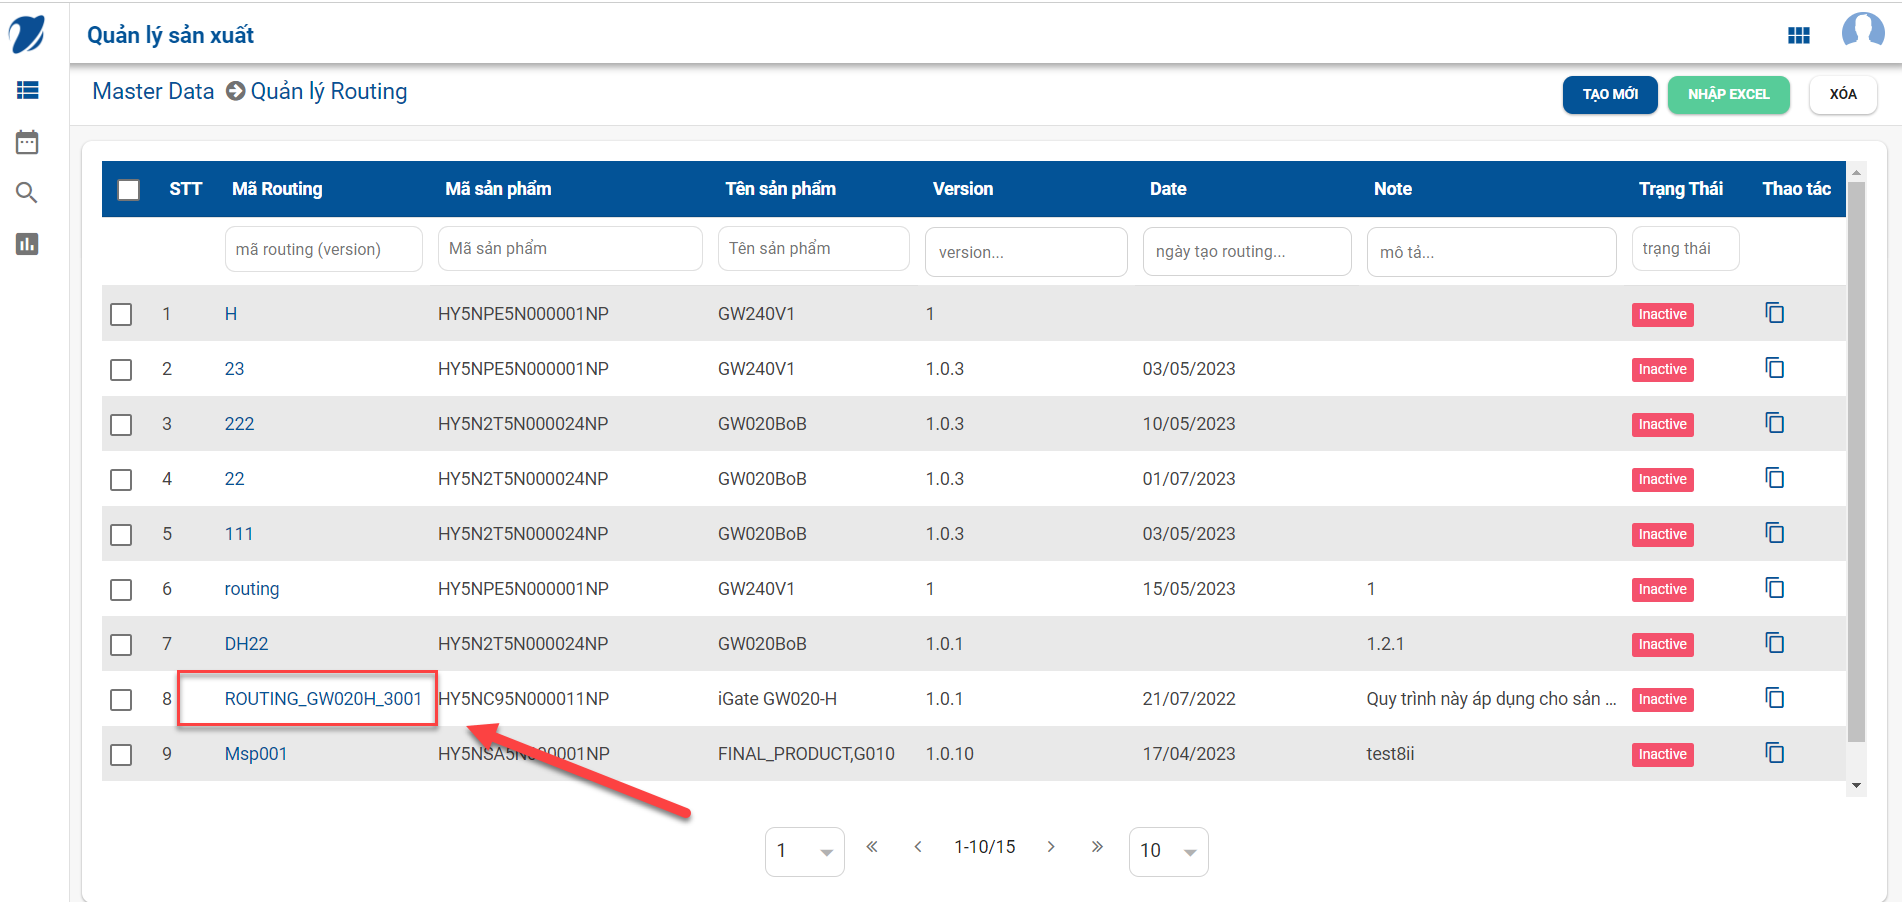 Quản lý sản xuất
Master Data Quản lý Routing
TẠO MỚI NHẬP EXCEL XÓA
STT Mã Routing Mã sản phẩm Tên sản phẩm Version Date Note Trạng Thái Thao tác
mã routing (version) Mã sản phẩm Tên sản phẩm version... ngày tạo routing... mô tả... trạng thái
1 H HY5NPE5N000001NP GW240V1 1 Inactive
2 23 HY5NPE5N000001NP GW240V1 1.0.3 03/05/2023 Inactive
3 222 HY5N2T5N000024NP GW020BoB 1.0.3 10/05/2023 Inactive
4 22 HY5N2T5N000024NP GW020BoB 1.0.3 01/07/2023 Inactive
5 111 HY5N2T5N000024NP GW020BoB 1.0.3 03/05/2023 Inactive
6 routing HY5NPE5N000001NP GW240V1 1 15/05/2023 1 Inactive
7 DH22 HY5N2T5N000024NP GW020BoB 1.0.1 1.2.1 Inactive
8 ROUTING_GW020H_3001 HY5NC95N000011NP iGate GW020-H 1.0.1 21/07/2022 Quy trình này áp dụng cho sản ... Inactive
9 Msp001 HY5NSA5N000001NP FINAL_PRODUCT,G010 1.0.10 17/04/2023 test8ii Inactive
1 « ‹ 1-10/15 › » 10